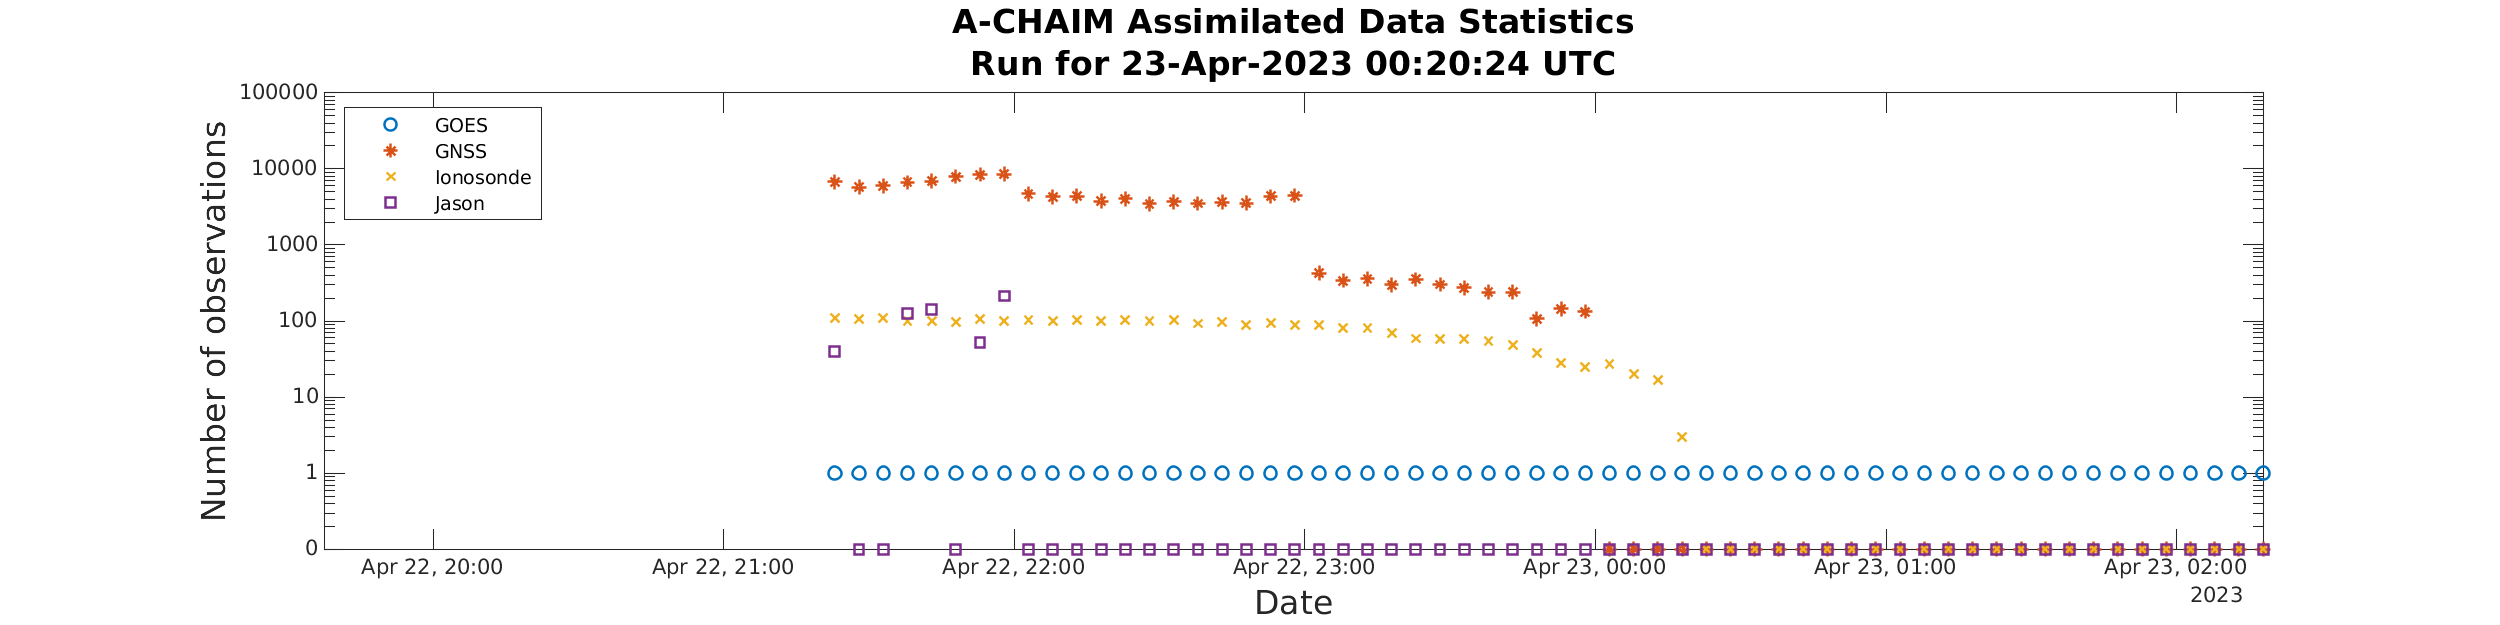 A-CHAIM Assimilated Data Statistics
Run for 23-Apr-2023 00:20:24 UTC
Number of observations
100000
10000
1000
100
10
1
0
GOES
GNSS
Ionosonde
Jason
Apr 22, 20:00 Apr 22, 21:00 Apr 22, 22:00 Apr 22, 23:00 Apr 23, 00:00 Apr 23, 01:00 Apr 23, 02:00
2023
Date